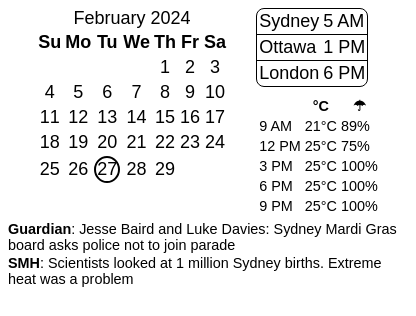 February 2024
Su Mo Tu We Th Fr Sa
1 2 3
4 5 6 7 8 9 10
11 12 13 14 15 16 17
18 19 20 21 22 23 24
25 26 27 28 29
Sydney 5 AM
Ottawa 1 PM
London 6 PM
°C ☂
9 AM 21°C 89%
12 PM 25°C 75%
3 PM 25°C 100%
6 PM 25°C 100%
9 PM 25°C 100%
Guardian: Jesse Baird and Luke Davies: Sydney Mardi Gras
board asks police not to join parade
SMH: Scientists looked at 1 million Sydney births. Extreme
heat was a problem